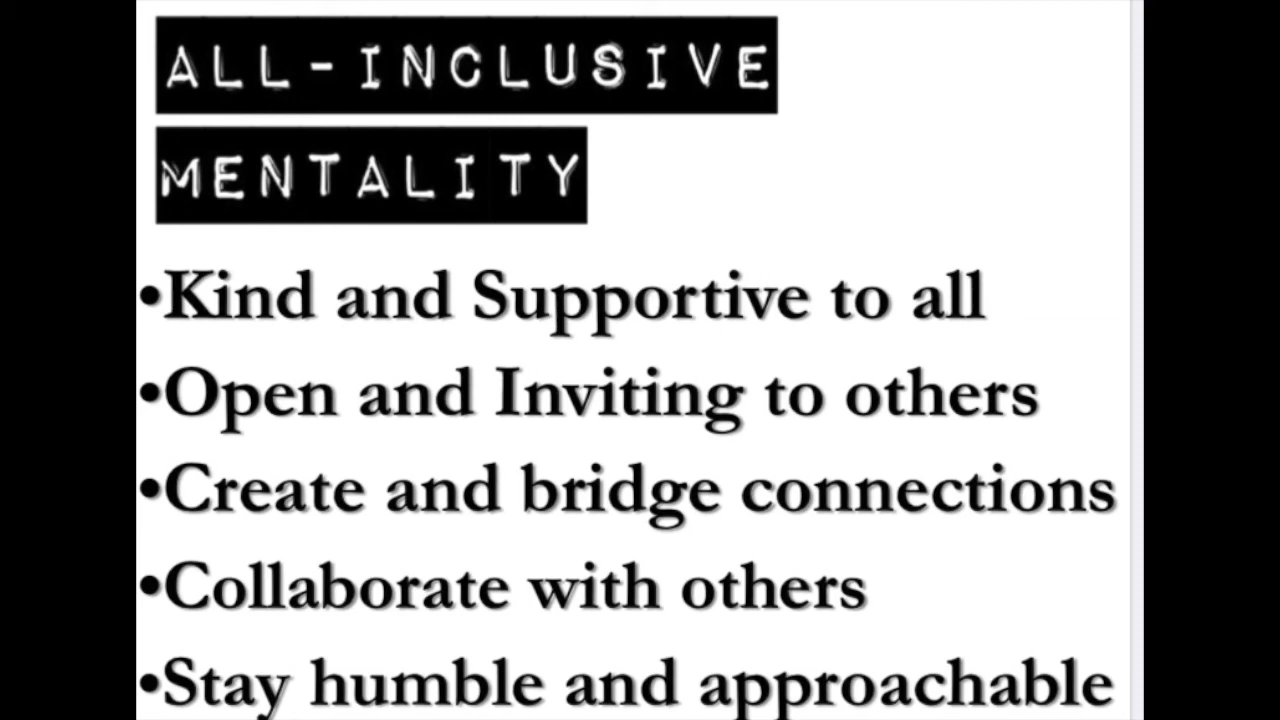 ALL-INCLUSIVE
MENTALITY
•Kind and Supportive to all
•Open and Inviting to others
•Create and bridge connections
•Collaborate with others
•Stay humble and approachable